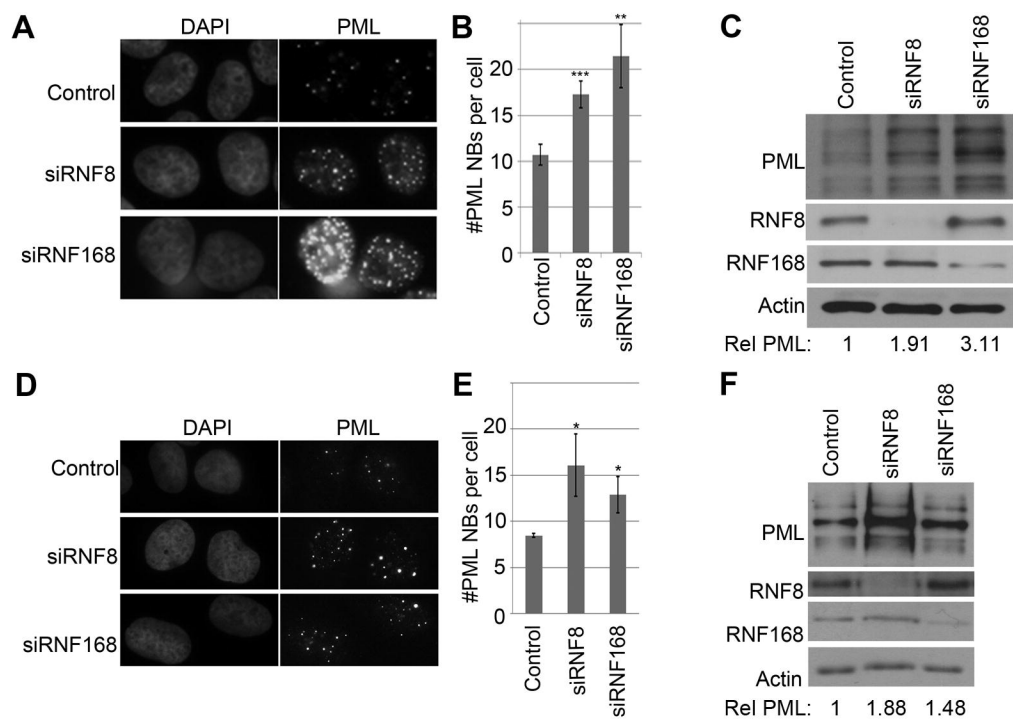 A
DAPI PML
Control
siRNF8
siRNF168
B
#PML NBs per cell
20
15
10
5
0
*** **
Control siRNF8 siRNF168
C
Control siRNF8 siRNF168
PML
RNF8
RNF168
Actin
Rel PML: 1 1.91 3.11
D
DAPI PML
Control
siRNF8
siRNF168
E
#PML NBs per cell
20
15
10
5
0
* *
Control siRNF8 siRNF168
F
Control siRNF8 siRNF168
PML
RNF8
RNF168
Actin
Rel PML: 1 1.88 1.48